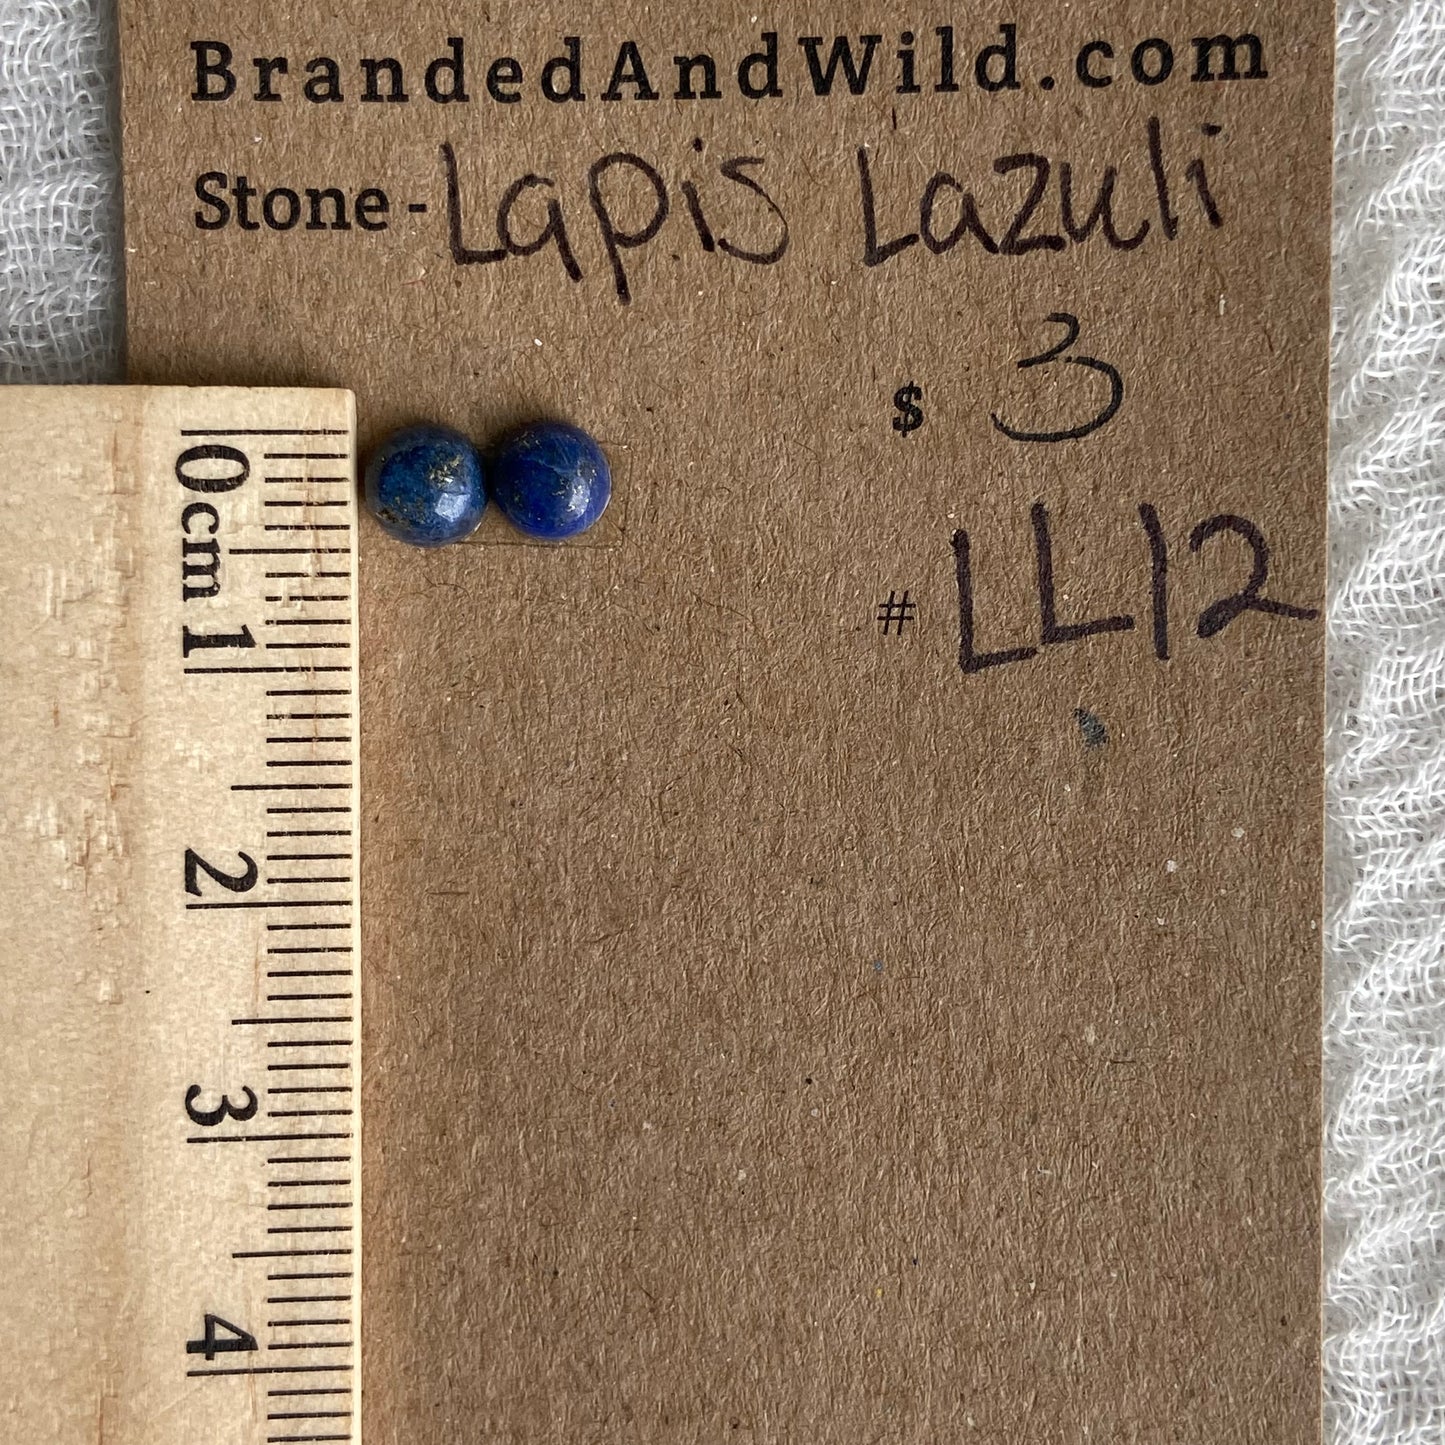 BrandedAndWild.com
Stone - Lapis Lazuli
$ 3
# LL12
0cm 1 2 3 4